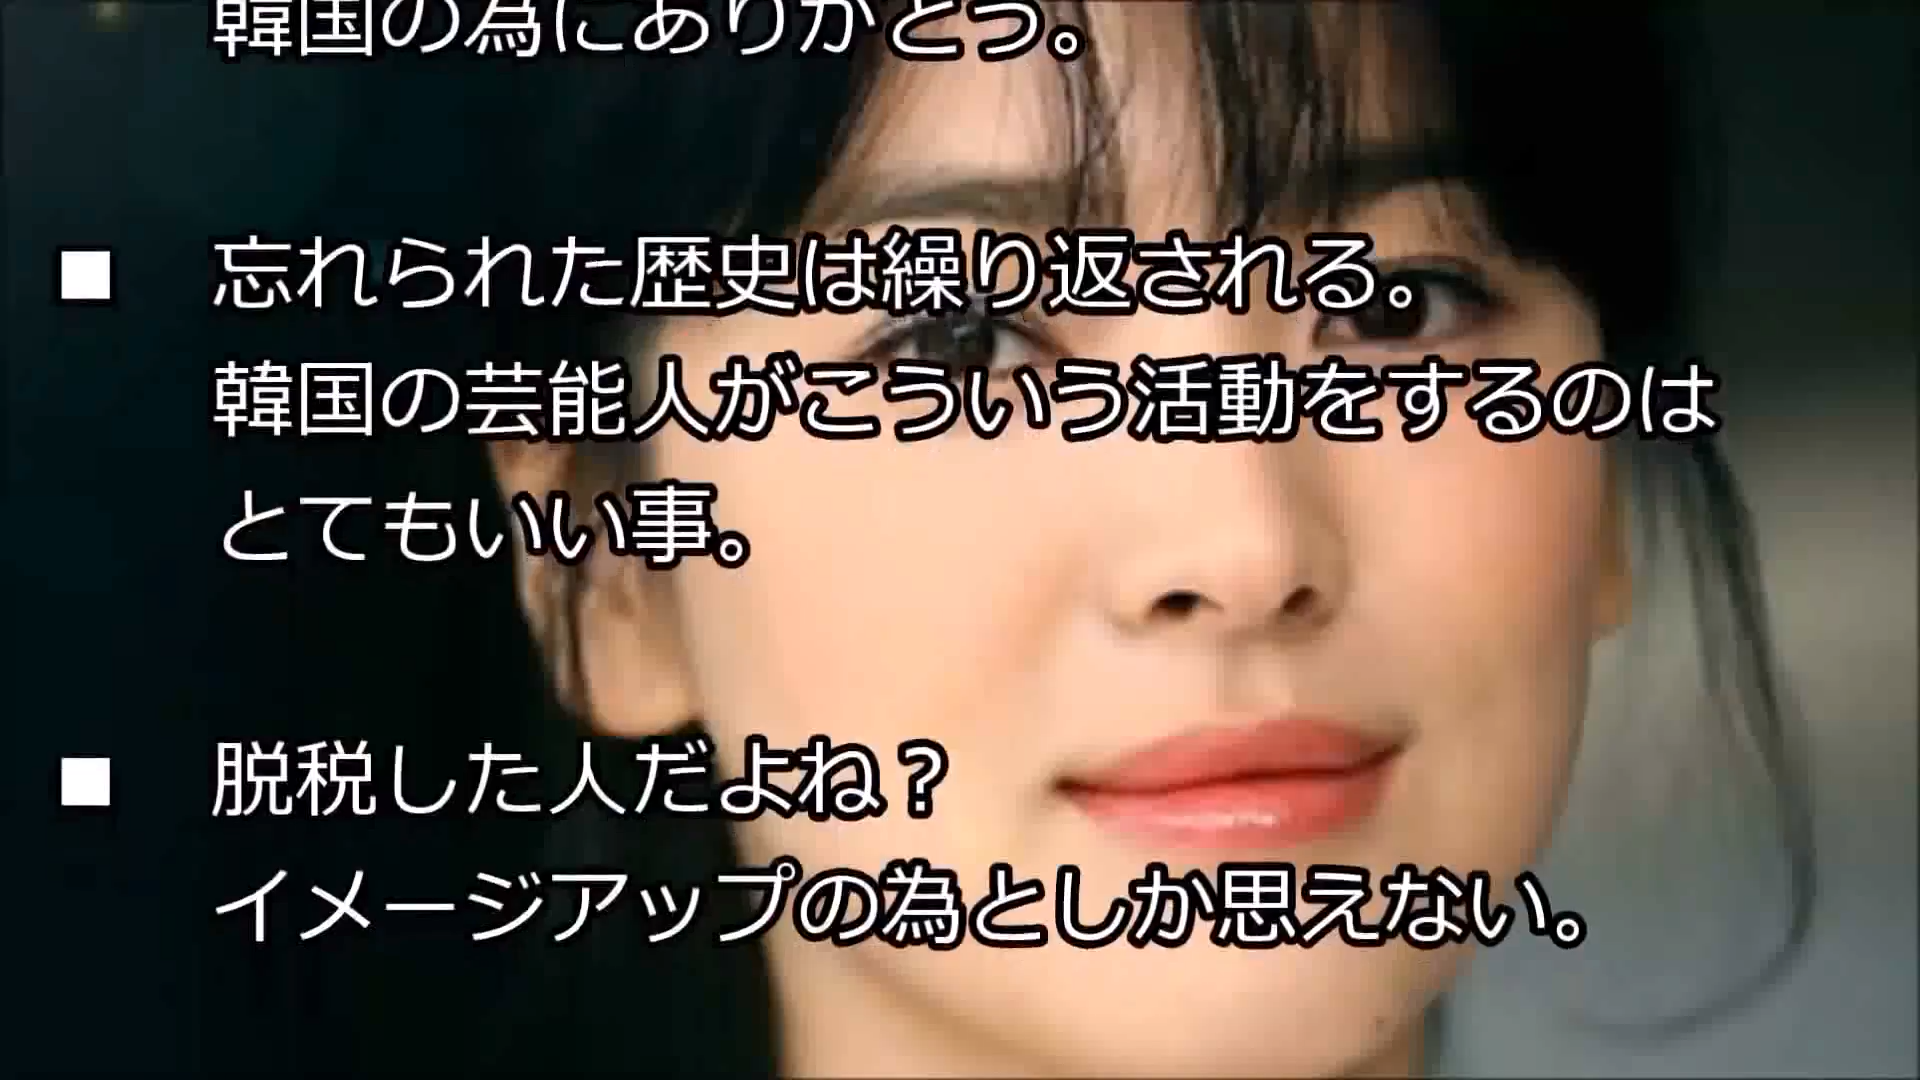 韓国の為にありがとう。
■ 忘れられた歴史は繰り返される。
韓国の芸能人がこういう活動をするのは
とてもいい事。
■ 脱税した人だよね?
イメージアップの為としか思えない。